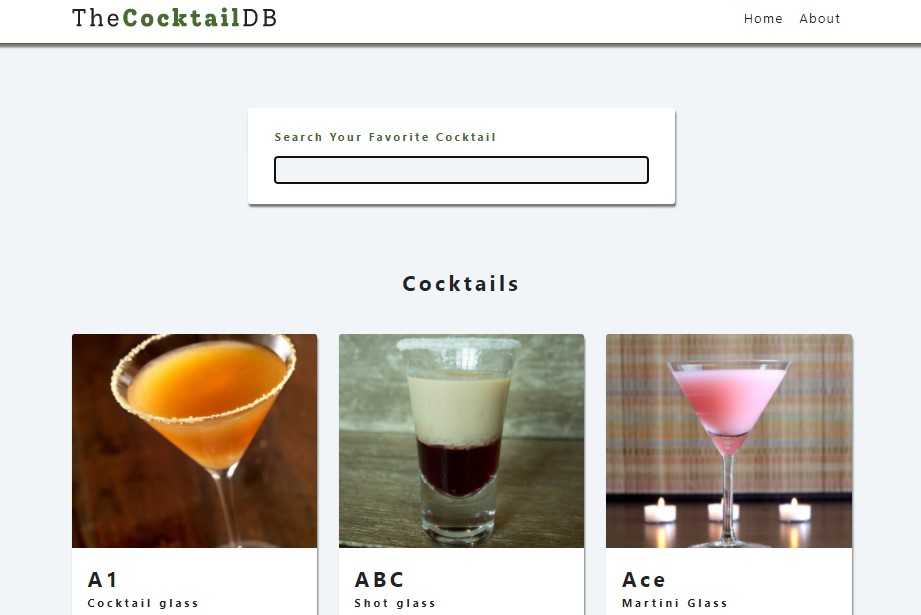 TheCocktailDB
Home About
Search Your Favorite Cocktail
Cocktails
A1
Cocktail glass
ABC
Shot glass
Ace
Martini Glass